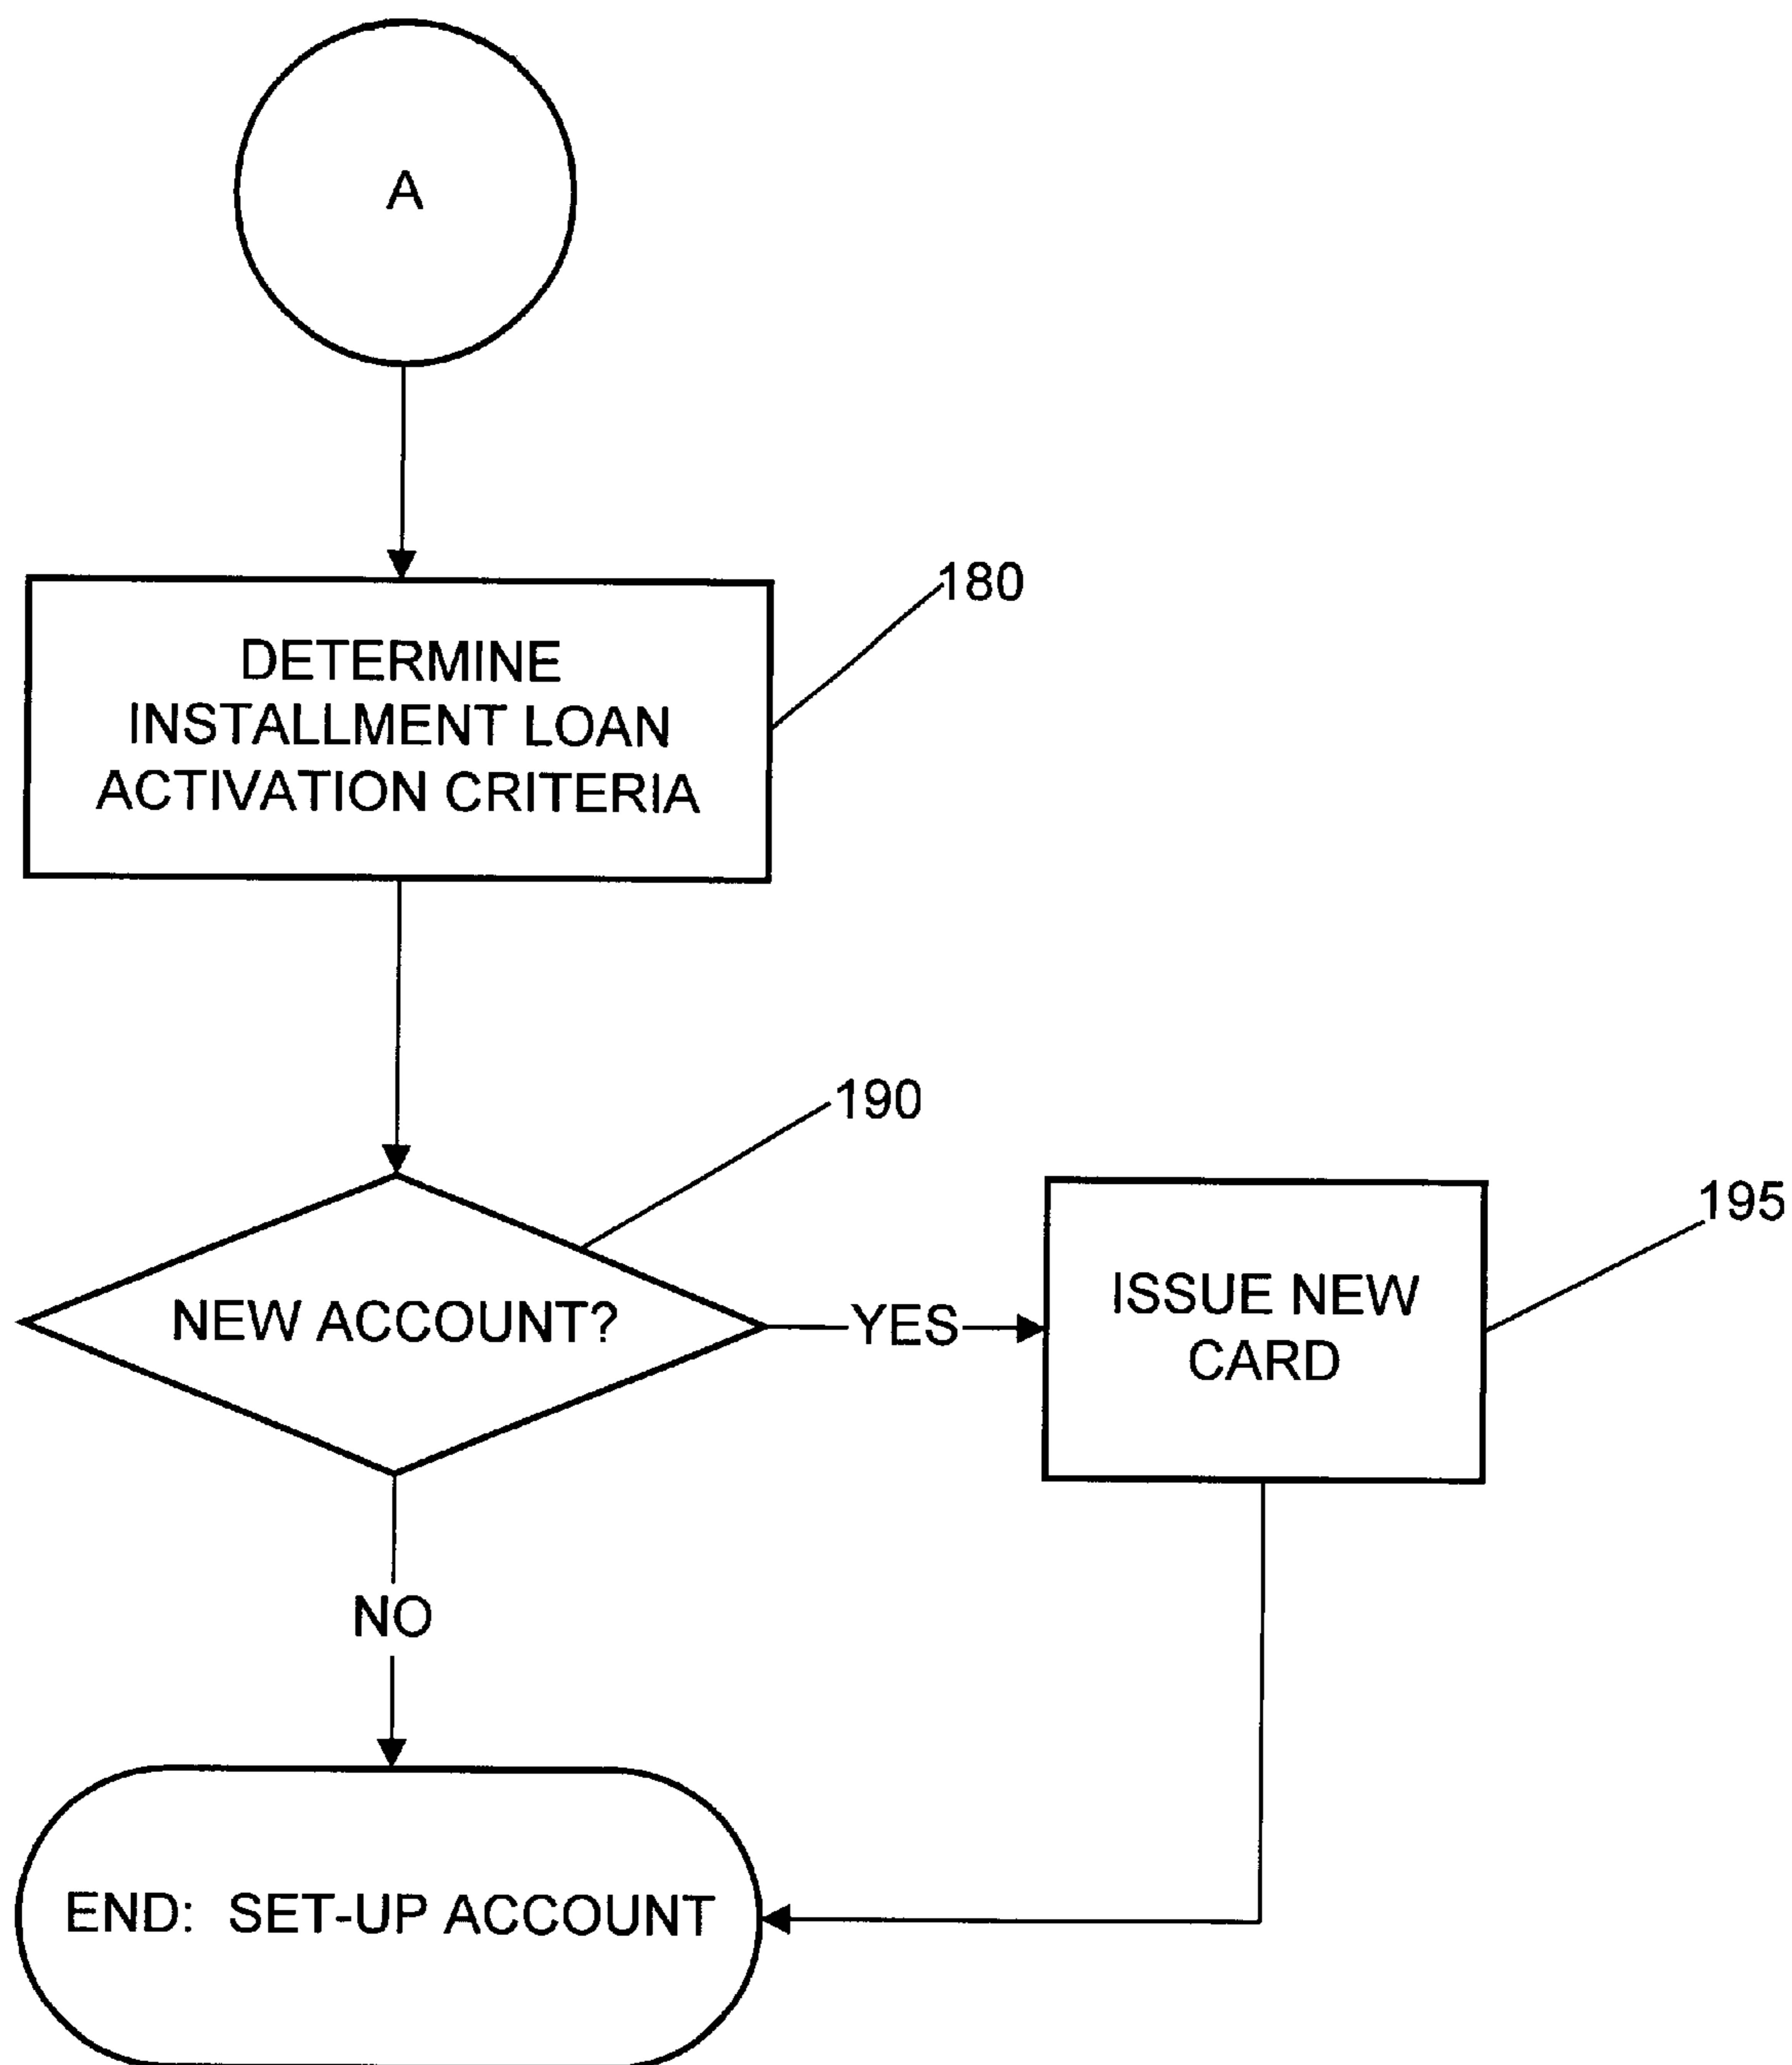 A
180
DETERMINE
INSTALLMENT LOAN
ACTIVATION CRITERIA
190
NEW ACCOUNT?
YES
195
ISSUE NEW
CARD
NO
END: SET-UP ACCOUNT